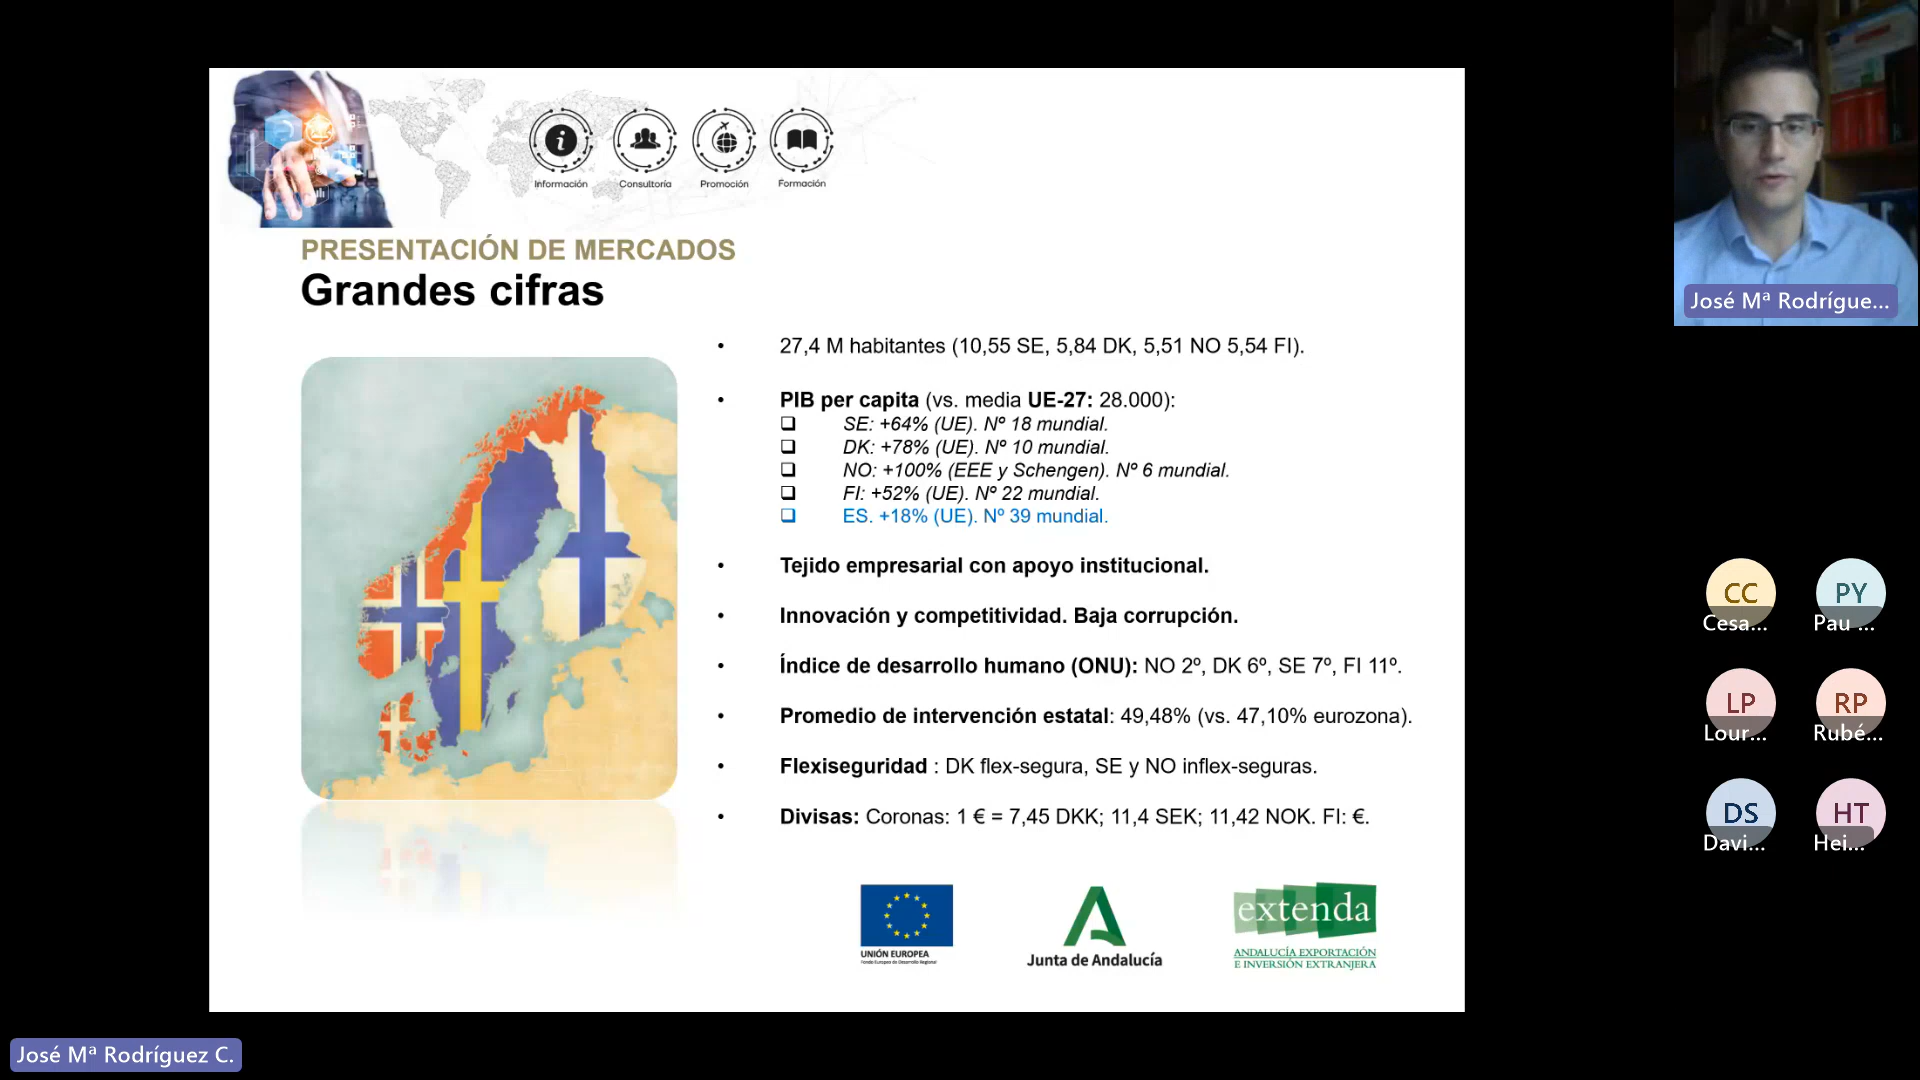 Información
Consultoría
Promoción
Formación
PRESENTACIÓN DE MERCADOS
Grandes cifras
• 27,4 M habitantes (10,55 SE, 5,84 DK, 5,51 NO 5,54 FI).
• PIB per capita (vs. media UE-27: 28.000):
❑ SE: +64% (UE). Nº 18 mundial.
❑ DK: +78% (UE). Nº 10 mundial.
❑ NO: +100% (EEE y Schengen). Nº 6 mundial.
❑ FI: +52% (UE). Nº 22 mundial.
❑ ES. +18% (UE). Nº 39 mundial.
• Tejido empresarial con apoyo institucional.
• Innovación y competitividad. Baja corrupción.
• Índice de desarrollo humano (ONU): NO 2º, DK 6º, SE 7º, FI 11º.
• Promedio de intervención estatal: 49,48% (vs. 47,10% eurozona).
• Flexiseguridad : DK flex-segura, SE y NO inflex-seguras.
• Divisas: Coronas: 1 € = 7,45 DKK; 11,4 SEK; 11,42 NOK. FI: €.
UNIÓN EUROPEA
Fondo Europeo de Desarrollo Regional
Junta de Andalucía
extenda
ANDALUCÍA EXPORTACIÓN
E INVERSIÓN EXTRANJERA
José Mª Rodrígue...
CC
Cesa...
PY
Pau ...
LP
Lour...
RP
Rubé...
DS
Davi...
HT
Hei...
José Mª Rodríguez C.